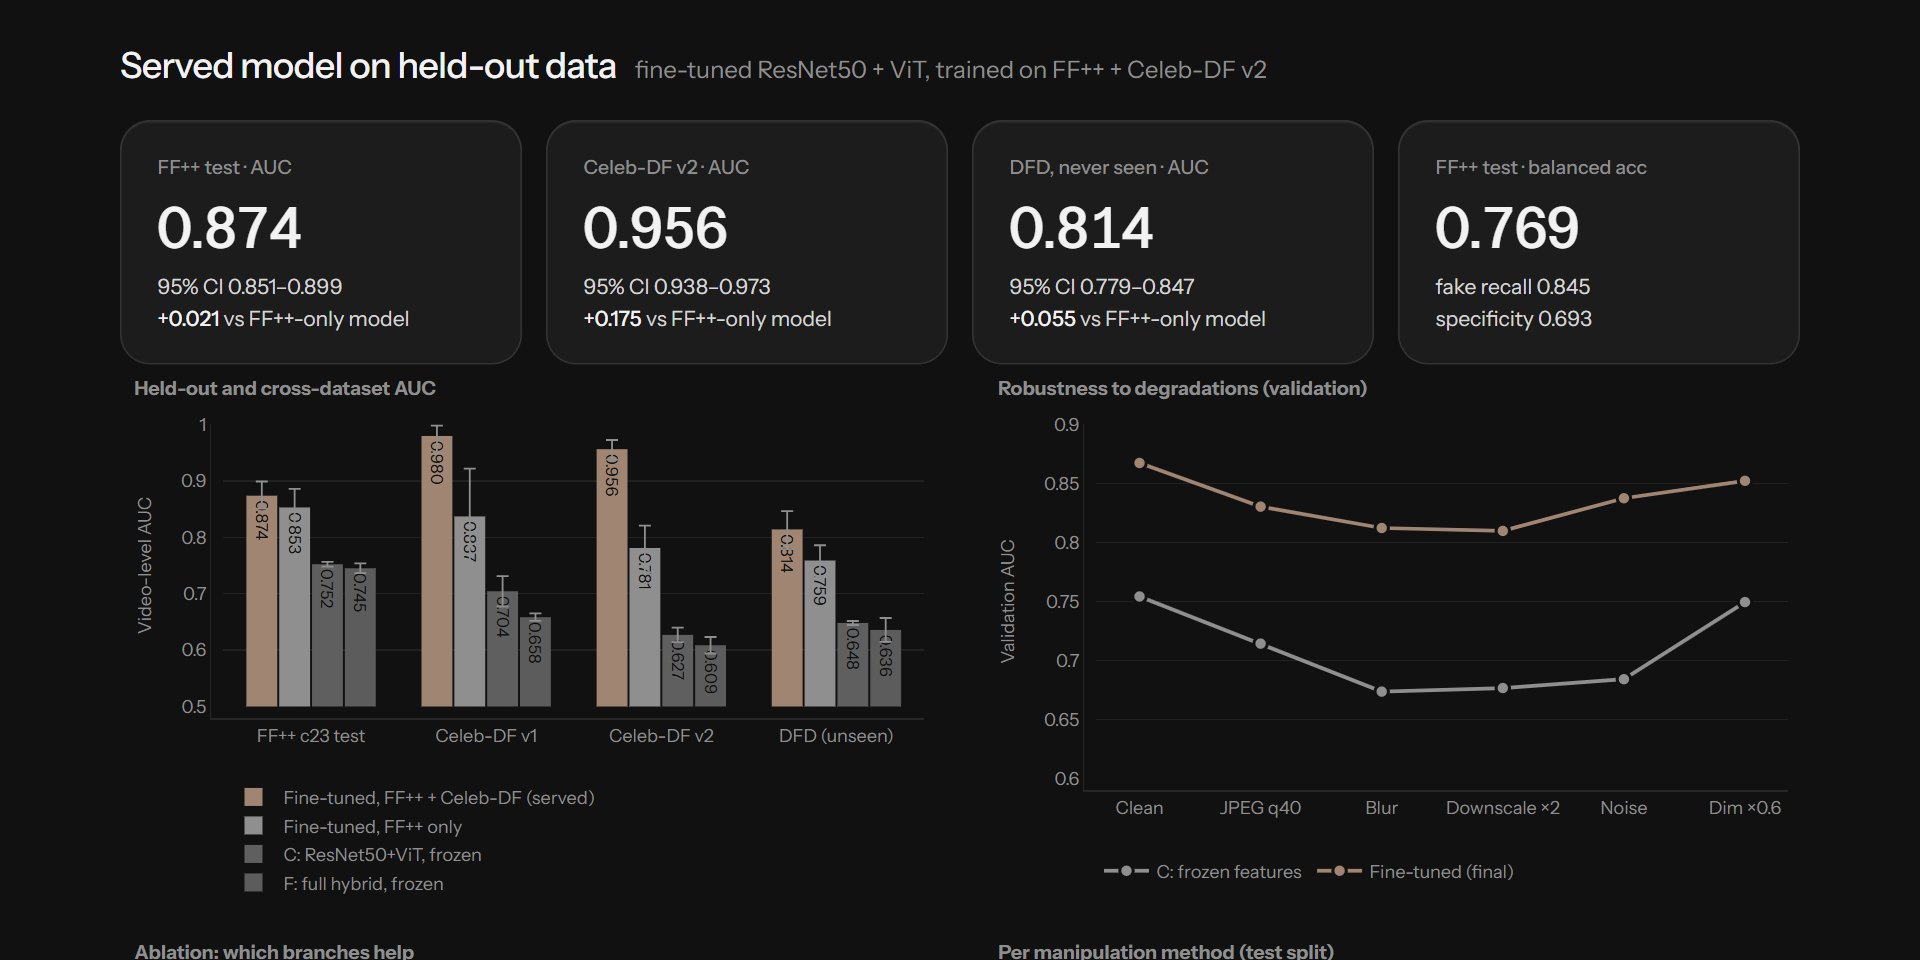 Served model on held-out data fine-tuned ResNet50 + ViT, trained on FF++ + Celeb-DF v2
FF++ test · AUC
0.874
95% CI 0.851–0.899
+0.021 vs FF++-only model
Celeb-DF v2 · AUC
0.956
95% CI 0.938–0.973
+0.175 vs FF++-only model
DFD, never seen · AUC
0.814
95% CI 0.779–0.847
+0.055 vs FF++-only model
FF++ test · balanced acc
0.769
fake recall 0.845
specificity 0.693
Held-out and cross-dataset AUC
Video-level AUC
1
0.9
0.8
0.7
0.6
0.5
0.874
0.853
0.752
0.745
0.980
0.837
0.704
0.658
0.956
0.781
0.627
0.609
0.814
0.759
0.648
0.636
FF++ c23 test
Celeb-DF v1
Celeb-DF v2
DFD (unseen)
Fine-tuned, FF++ + Celeb-DF (served)
Fine-tuned, FF++ only
C: ResNet50+ViT, frozen
F: full hybrid, frozen
Robustness to degradations (validation)
Validation AUC
0.9
0.85
0.8
0.75
0.7
0.65
0.6
Clean
JPEG q40
Blur
Downscale ×2
Noise
Dim ×0.6
C: frozen features
Fine-tuned (final)
Ablation: which branches help
Per manipulation method (test split)